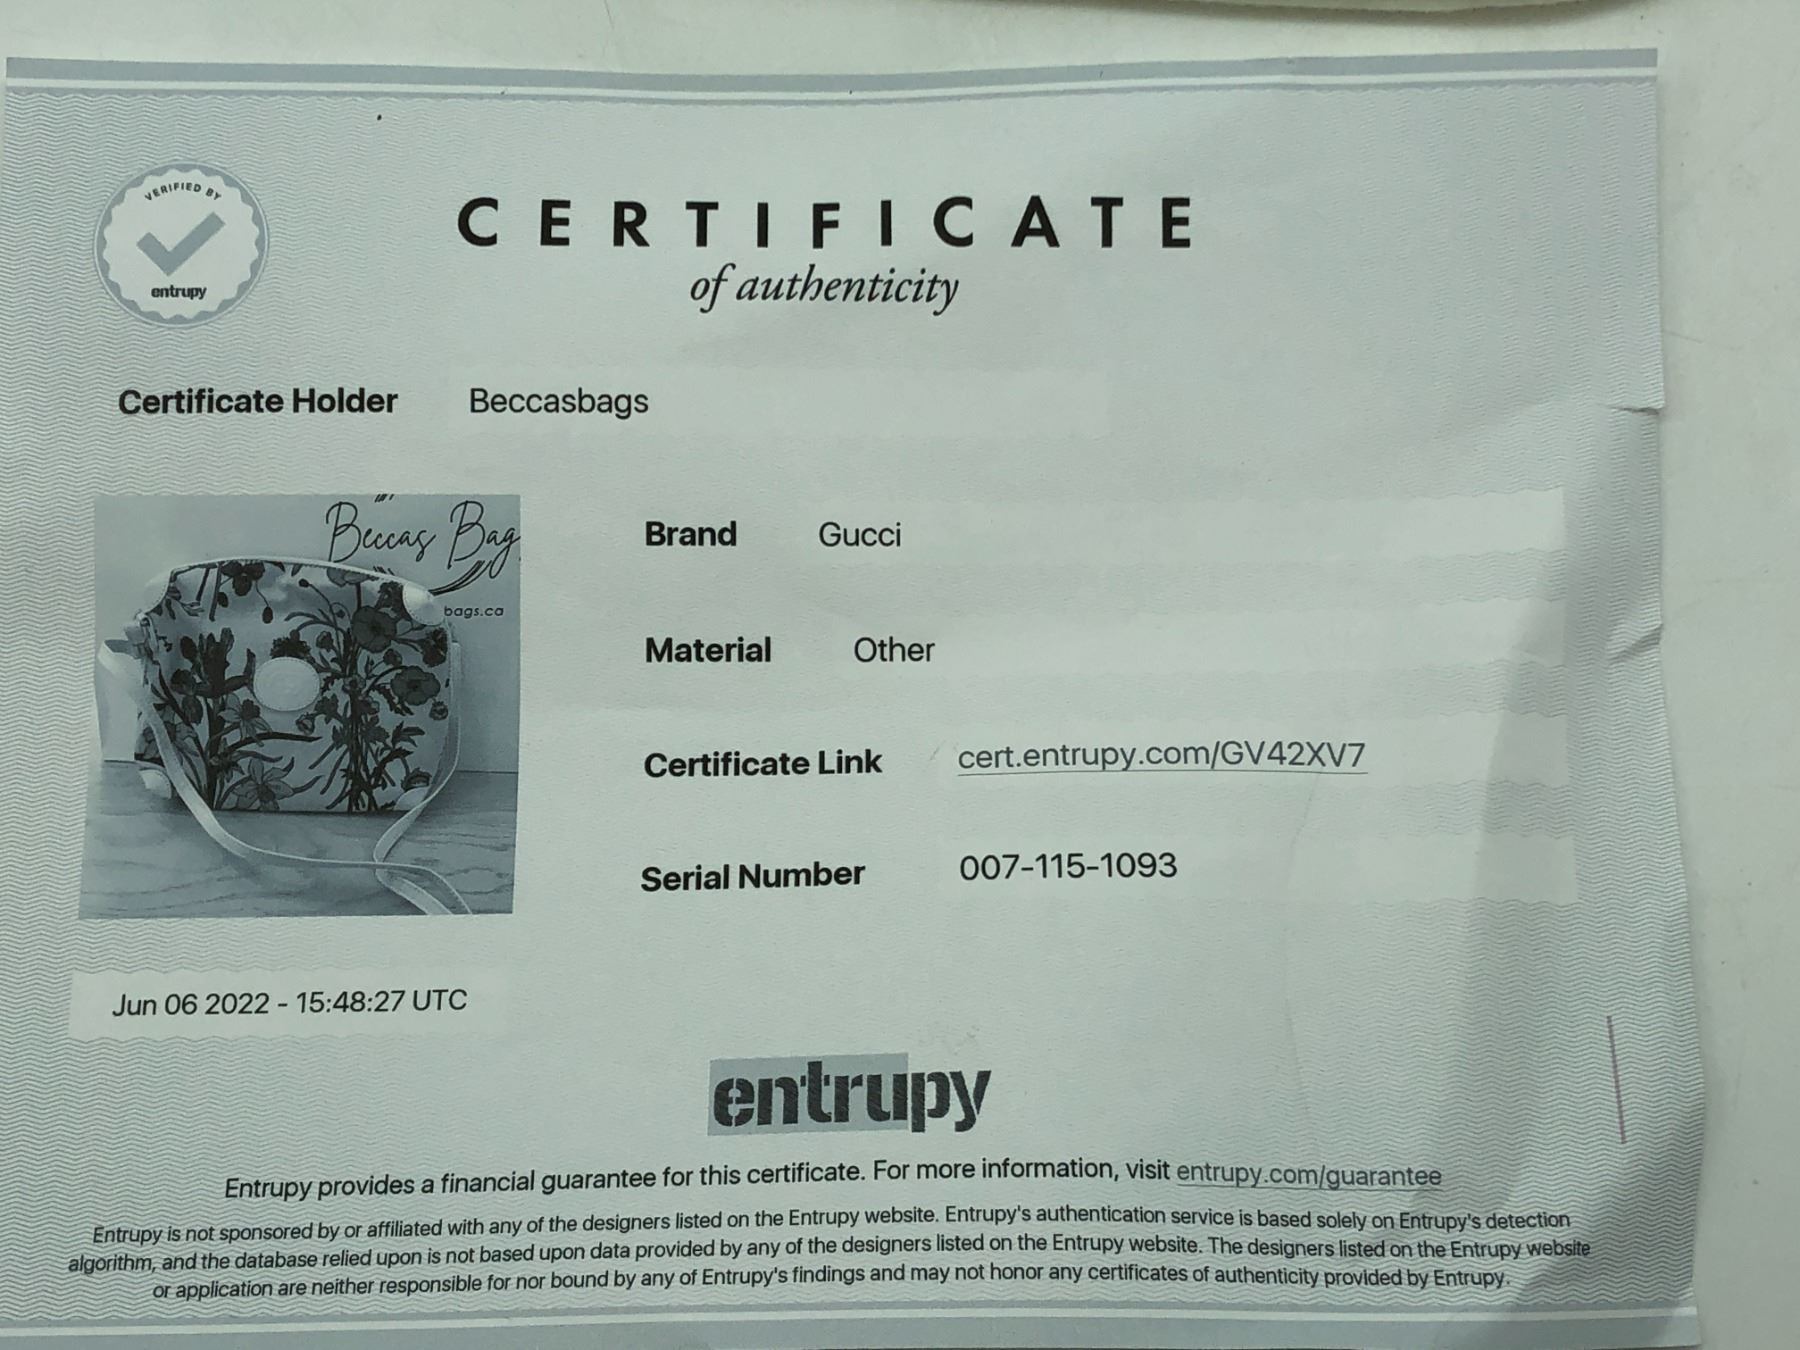 VERIFIED BY
entrupy
CERTIFICATE
of authenticity
Certificate Holder Beccasbags
Beccas Bag
bags.ca
Brand Gucci
Material Other
Certificate Link cert.entrupy.com/GV42XV7
Serial Number 007-115-1093
Jun 06 2022 - 15:48:27 UTC
entrupy
Entrupy provides a financial guarantee for this certificate. For more information, visit entrupy.com/guarantee
Entrupy is not sponsored by or affiliated with any of the designers listed on the Entrupy website. Entrupy's authentication service is based solely on Entrupy's detection
algorithm, and the database relied upon is not based upon data provided by any of the designers listed on the Entrupy website. The designers listed on the Entrupy website
or application are neither responsible for nor bound by any of Entrupy's findings and may not honor any certificates of authenticity provided by Entrupy.